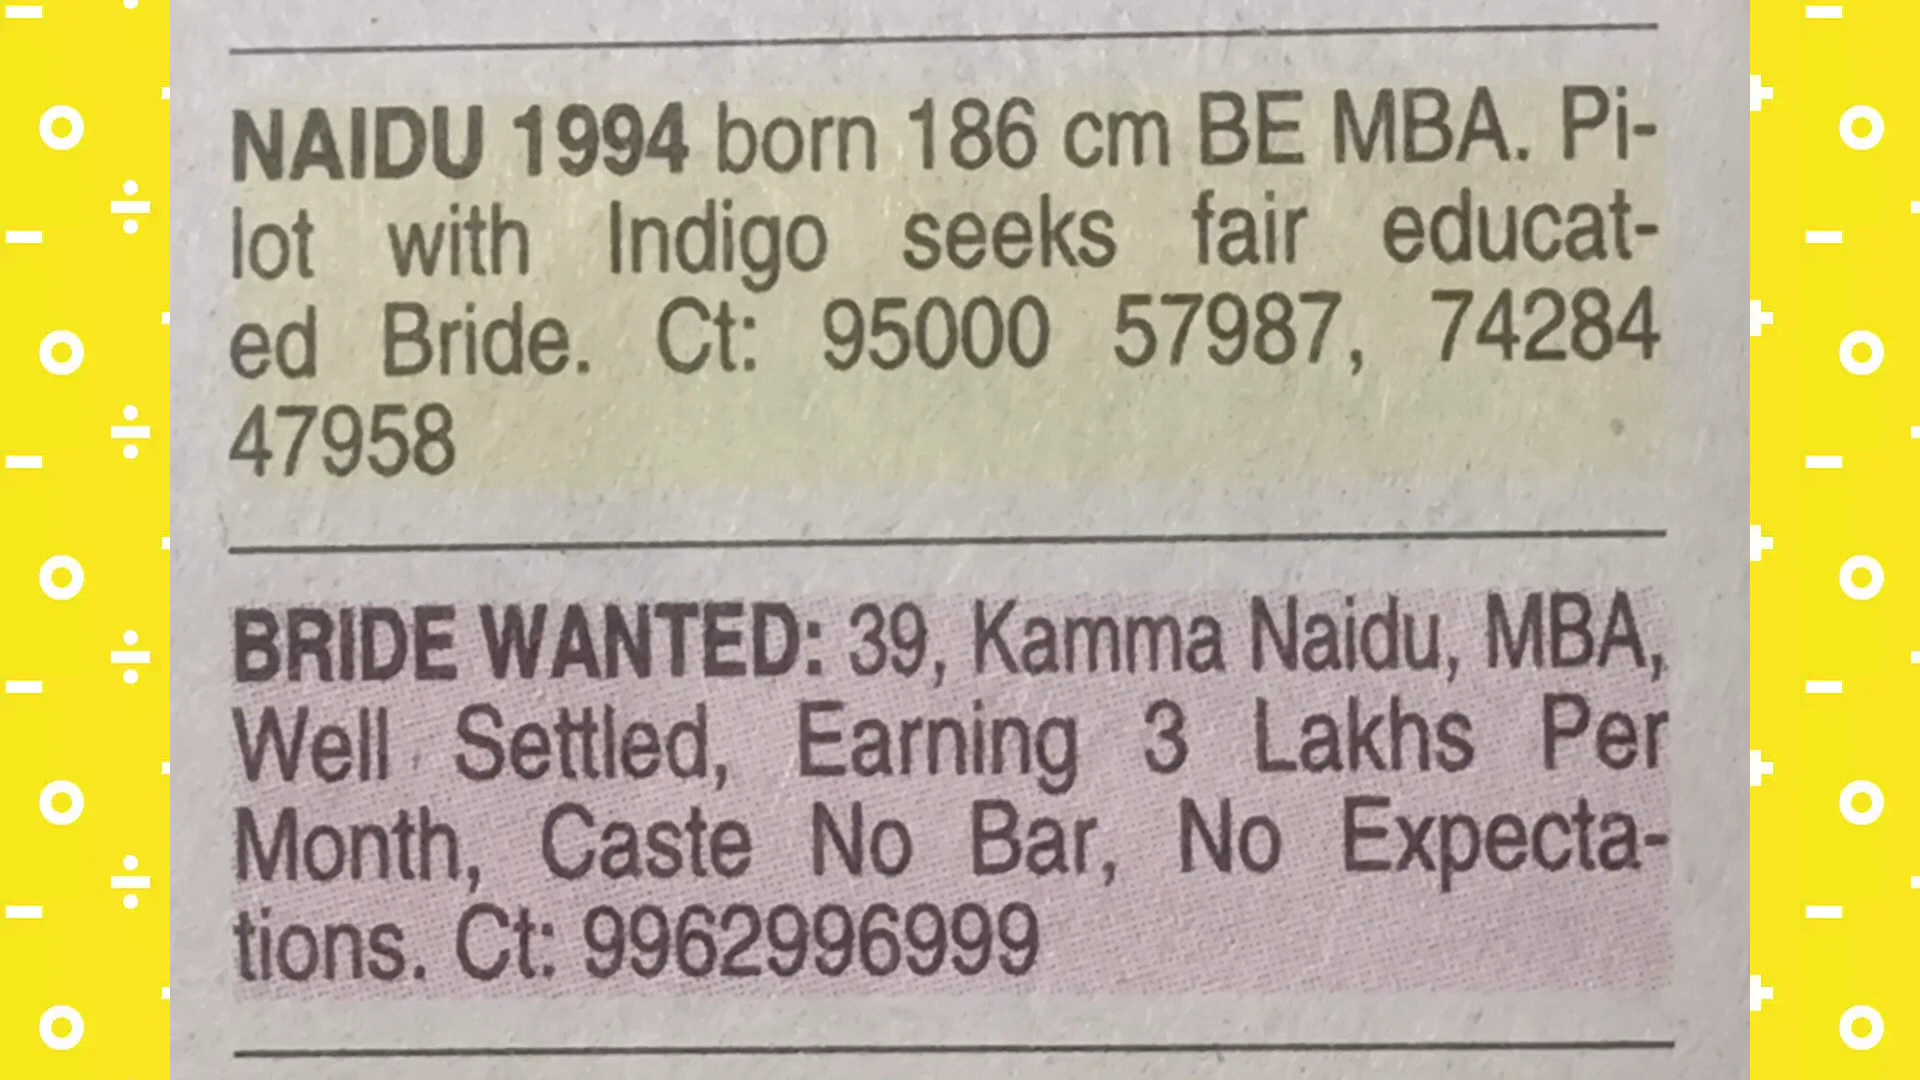 NAIDU 1994 born 186 cm BE MBA. Pi-
lot with Indigo seeks fair educat-
ed Bride. Ct: 95000 57987, 74284
47958
BRIDE WANTED: 39, Kamma Naidu, MBA,
Well Settled, Earning 3 Lakhs Per
Month, Caste No Bar, No Expecta-
tions. Ct: 9962996999